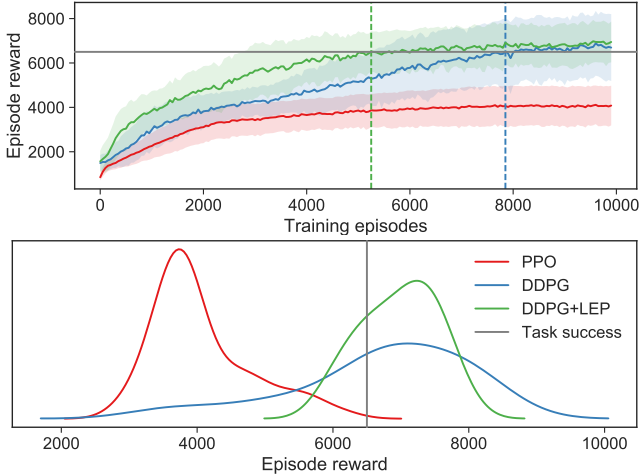 Episode reward
8000
6000
4000
2000
0 2000 4000 6000 8000 10000
Training episodes
PPO
DDPG
DDPG+LEP
Task success
2000 4000 6000 8000 10000
Episode reward